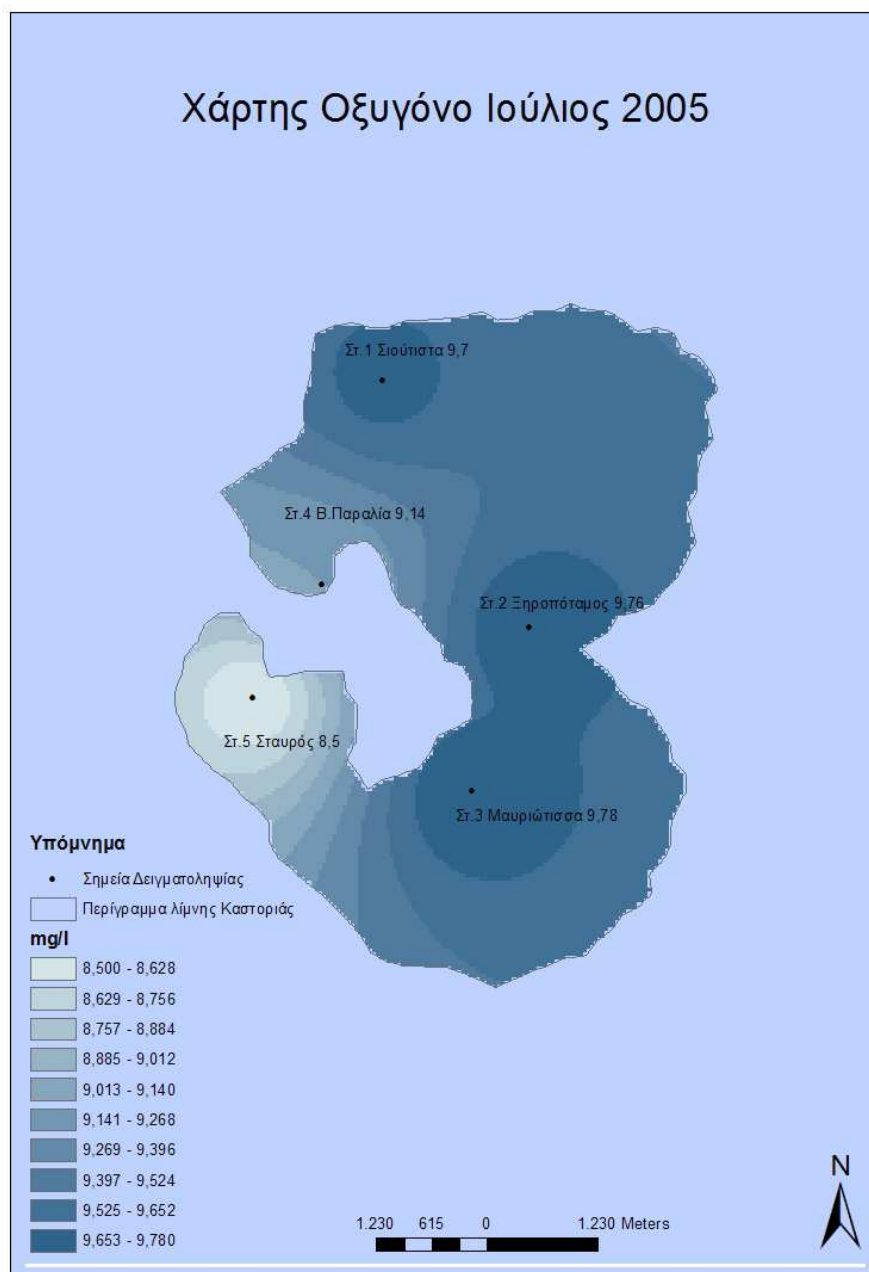 Χάρτης Οξυγόνο Ιούλιος 2005
Στ.1 Σιούτιστα 9,7
Στ.4 Β.Παραλία 9,14
Στ.2 Ξηροπόταμος 9,76
Στ.5 Σταυρός 8,5
Στ.3 Μαυριώτισσα 9,78
Υπόμνημα
Σημεία Δειγματοληψίας
Περίγραμμα λίμνης Καστοριάς
mg/l
8,500 - 8,628
8,629 - 8,756
8,757 - 8,884
8,885 - 9,012
9,013 - 9,140
9,141 - 9,268
9,269 - 9,396
9,397 - 9,524
9,525 - 9,652
9,653 - 9,780
1.230 615 0 1.230 Meters
N